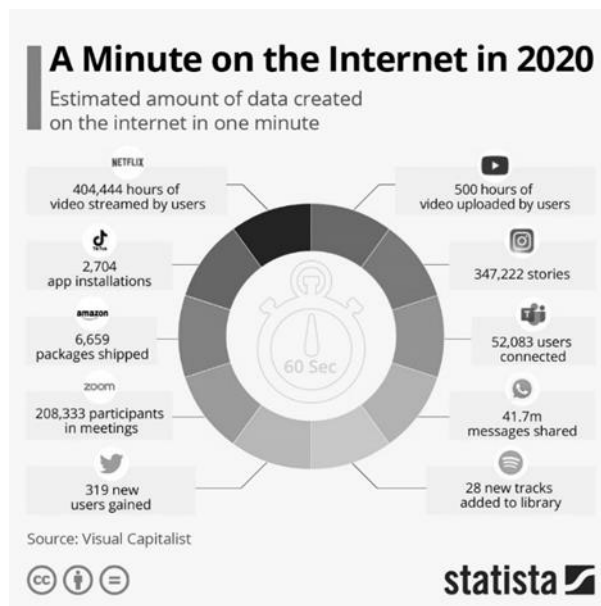 A Minute on the Internet in 2020
Estimated amount of data created
on the internet in one minute
NETFLIX
404,444 hours of
video streamed by users
500 hours of
video uploaded by users
TikTok
2,704
app installations
347,222 stories
amazon
6,659
packages shipped
52,083 users
connected
zoom
208,333 participants
in meetings
41,7m
messages shared
319 new
users gained
28 new tracks
added to library
60 Sec
Source: Visual Capitalist
cc
statista